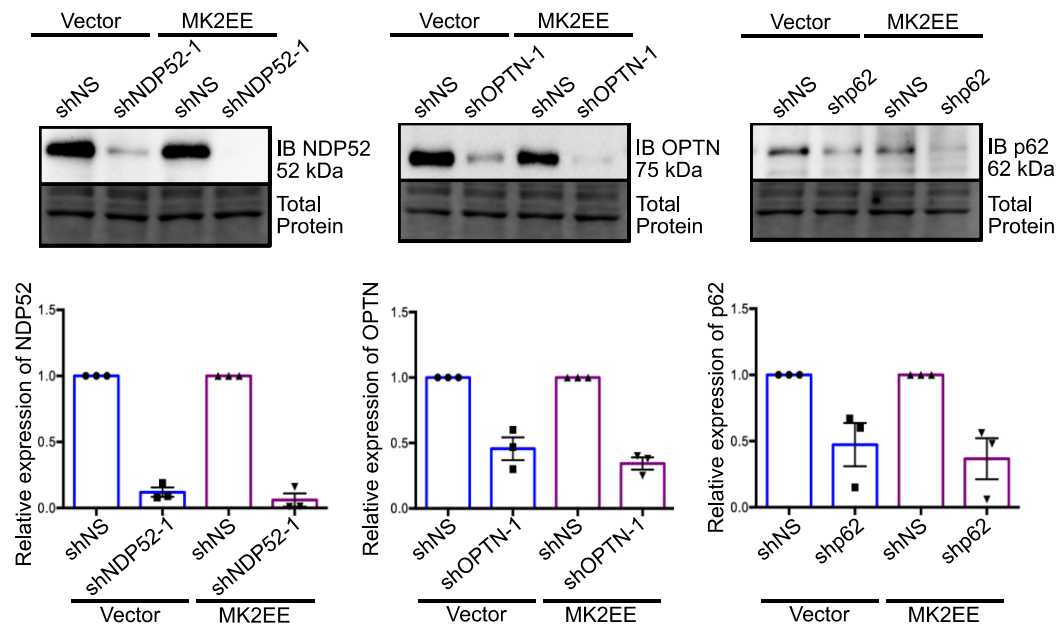 Vector MK2EE
shNS shNDP52-1 shNS shNDP52-1
IB NDP52
52 kDa
Total
Protein
Vector MK2EE
shNS shOPTN-1 shNS shOPTN-1
IB OPTN
75 kDa
Total
Protein
Vector MK2EE
shNS shp62 shNS shp62
IB p62
62 kDa
Total
Protein
Relative expression of NDP52
1.5
1.0
0.5
0.0
shNS shNDP52-1 shNS shNDP52-1
Vector MK2EE
Relative expression of OPTN
1.5
1.0
0.5
0.0
shNS shOPTN-1 shNS shOPTN-1
Vector MK2EE
Relative expression of p62
1.5
1.0
0.5
0.0
shNS shp62 shNS shp62
Vector MK2EE